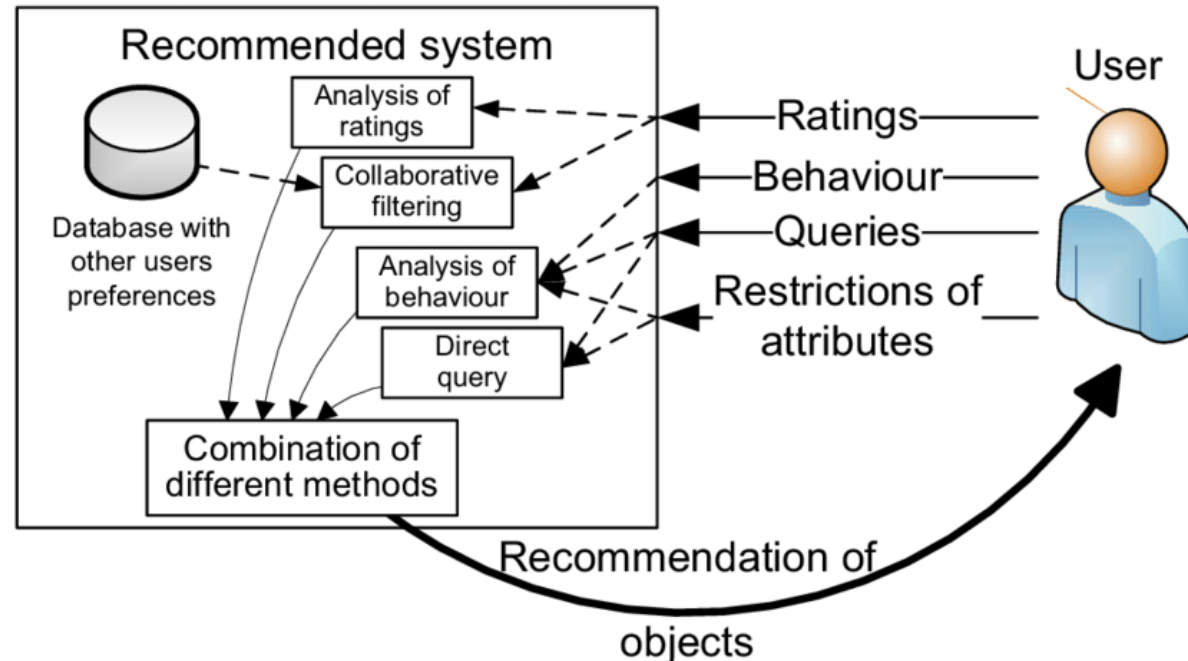 Recommended system
User
Analysis of
ratings
Ratings
Collaborative
filtering
Behaviour
Database with
other users
preferences
Queries
Analysis of
behaviour
Restrictions of
attributes
Direct
query
Combination of
different methods
Recommendation of
objects